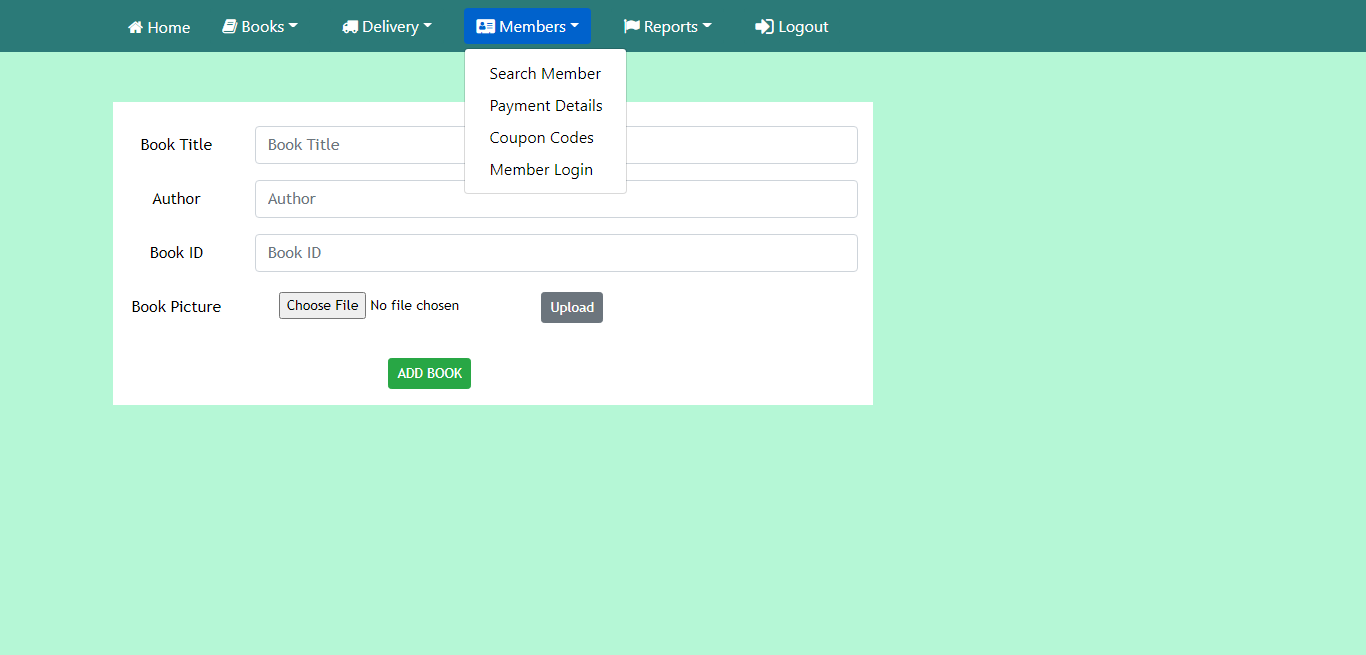 Home Books Delivery Members Reports Logout
Search Member
Payment Details
Coupon Codes
Member Login
Book Title Book Title
Author Author
Book ID Book ID
Book Picture Choose File No file chosen Upload
ADD BOOK